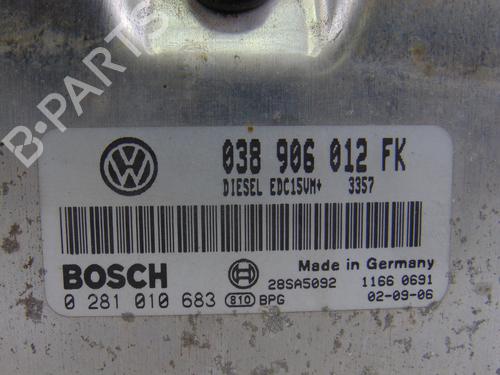 B-PARTS
038 906 012 FK
DIESEL EDC15VM+ 3357
BOSCH
Made in Germany
28SA5092 1166 0691
0 281 010 683 810 BPG 02-09-06